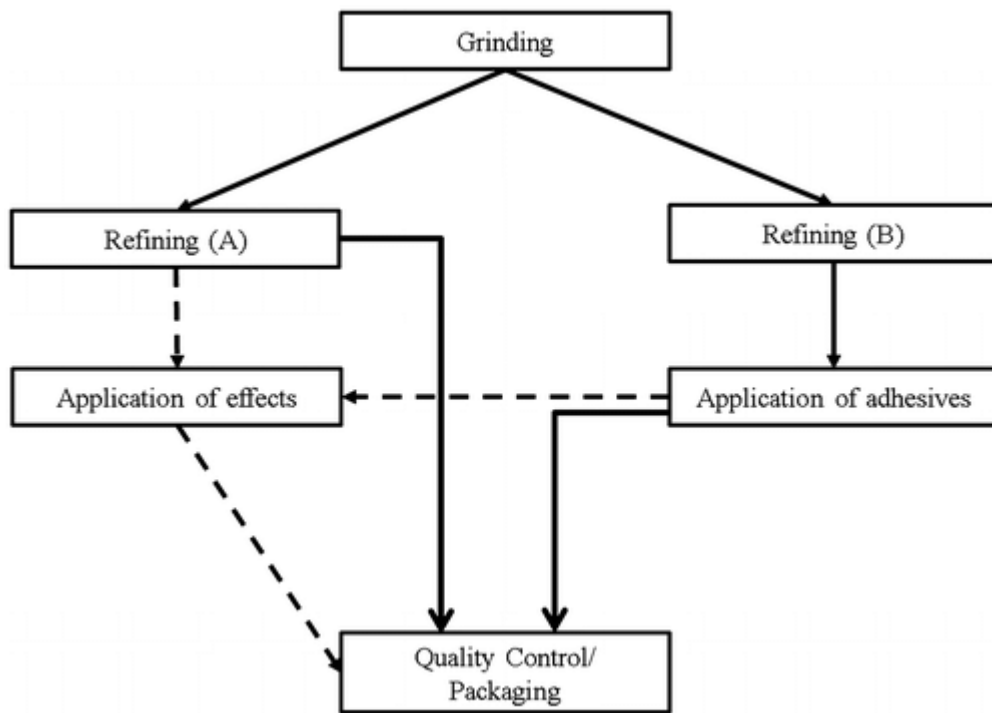 Grinding
Refining (A)
Refining (B)
Application of effects
Application of adhesives
Quality Control/
Packaging